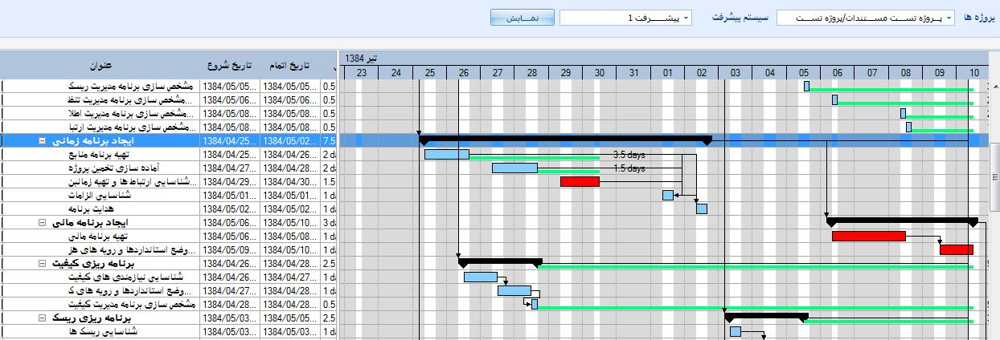 پروژه ها پــروژه تســت مســتندات/پروژه تســت سیستم پیشرفت پیشـــرفت 1 نمــایش
عنوان تاریخ شروع تاریخ اتمام تیر 1384
23 24 25 26 27 28 29 30 31 01 02 03 04 05 06 07 08 09 10
مشخص سازی برنامه مدیریت ریسک 1384/05/05... 1384/05/05... 0.5
...مشخص سازی برنامه مدیریت تنظ 1384/05/06... 1384/05/06... 0.5
...مشخص سازی برنامه مدیریت اطلا 1384/05/08... 1384/05/08... 0.5
...مشخص سازی برنامه مدیریت ارتبا 1384/05/08... 1384/05/08... 0.5
ایجاد برنامه زمانی 1384/04/25... 1384/05/02... 7.5
تهیه برنامه منابع 1384/04/25... 1384/04/26... 2 d 3.5 days
آماده سازی تخمین پروژه 1384/04/27... 1384/04/28... 2 d 1.5 days
...شناسایی ارتباط ها و تهیه زمانبن 1384/04/29... 1384/04/30... 1.5
شناسایی الزامات 1384/05/01... 1384/05/01... 1 d
هدایت برنامه 1384/05/02... 1384/05/02... 1 d
ایجاد برنامه مالی 1384/05/06... 1384/05/10... 3 d
تهیه برنامه مالی 1384/05/06... 1384/05/08... 1 d
...وضع استانداردها و رویه های هز 1384/05/09... 1384/05/10... 1 d
برنامه ریزی کیفیت 1384/04/26... 1384/04/28... 2.5
شناسایی نیازمندی های کیفیت 1384/04/26... 1384/04/27... 1 d
...وضع استانداردها و رویه های ک 1384/04/27... 1384/04/28... 1 d
مشخص سازی برنامه مدیریت کیفیت 1384/04/28... 1384/04/28... 0.5
برنامه ریزی ریسک 1384/05/03... 1384/05/05... 2.5
شناسایی ریسک ها 1384/05/03... 1384/05/03... 1 d